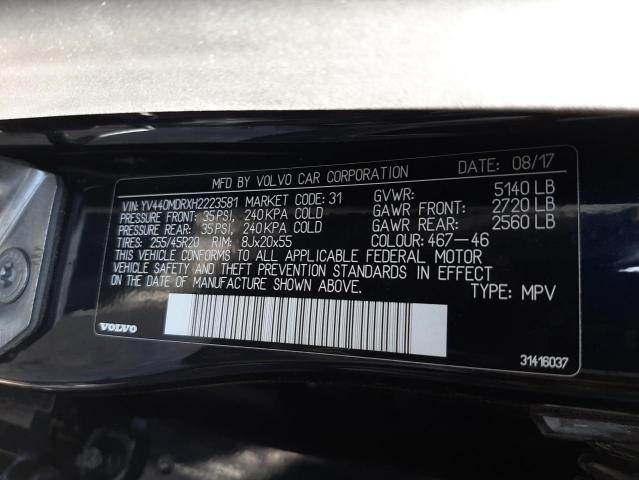 MFD BY VOLVO CAR CORPORATION DATE: 08/17
VIN: YV440MDRXH2223581 MARKET CODE: 31 GVWR: 5140 LB
PRESSURE FRONT: 35PSI, 240KPA COLD GAWR FRONT: 2720 LB
PRESSURE REAR: 35PSI, 240KPA COLD GAWR REAR: 2560 LB
TIRES: 255/45R20 RIM: 8Jx20x55 COLOUR: 467-46
THIS VEHICLE CONFORMS TO ALL APPLICABLE FEDERAL MOTOR
VEHICLE SAFETY AND THEFT PREVENTION STANDARDS IN EFFECT
ON THE DATE OF MANUFACTURE SHOWN ABOVE. TYPE: MPV
VOLVO 31416037